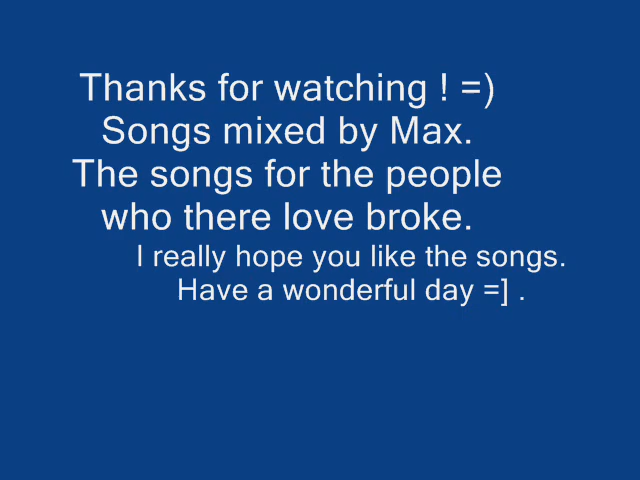 Thanks for watching ! =)
Songs mixed by Max.
The songs for the people
who there love broke.
I really hope you like the songs.
Have a wonderful day =] .